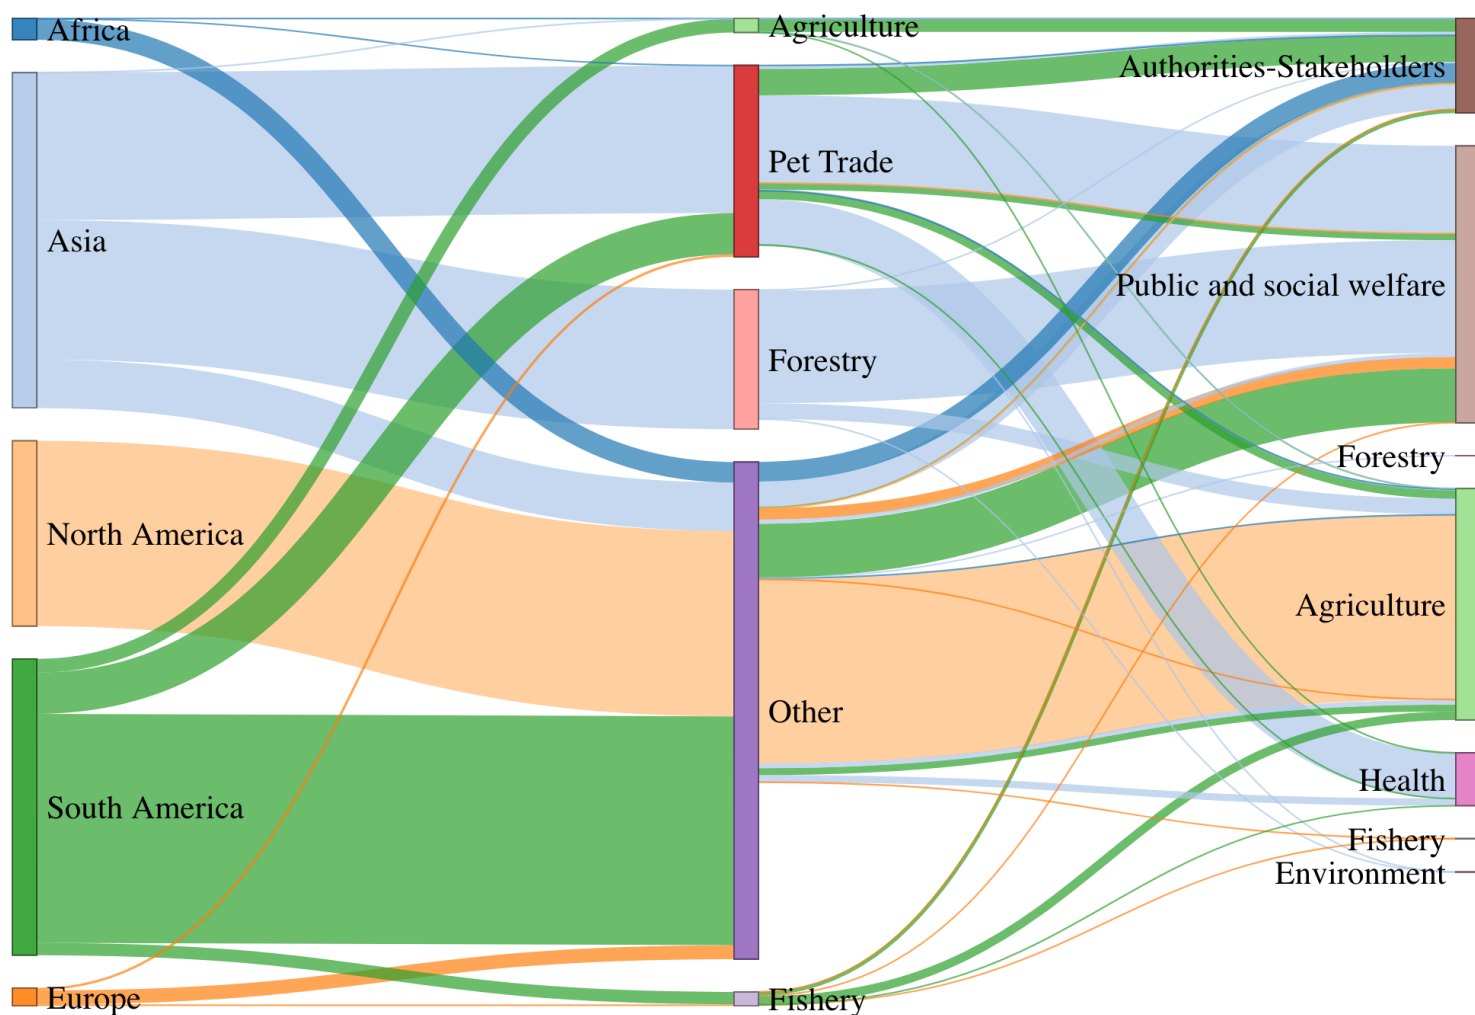 Africa
Asia
North America
South America
Europe
Agriculture
Pet Trade
Forestry
Other
Fishery
Authorities-Stakeholders
Public and social welfare
Forestry
Agriculture
Health
Fishery
Environment